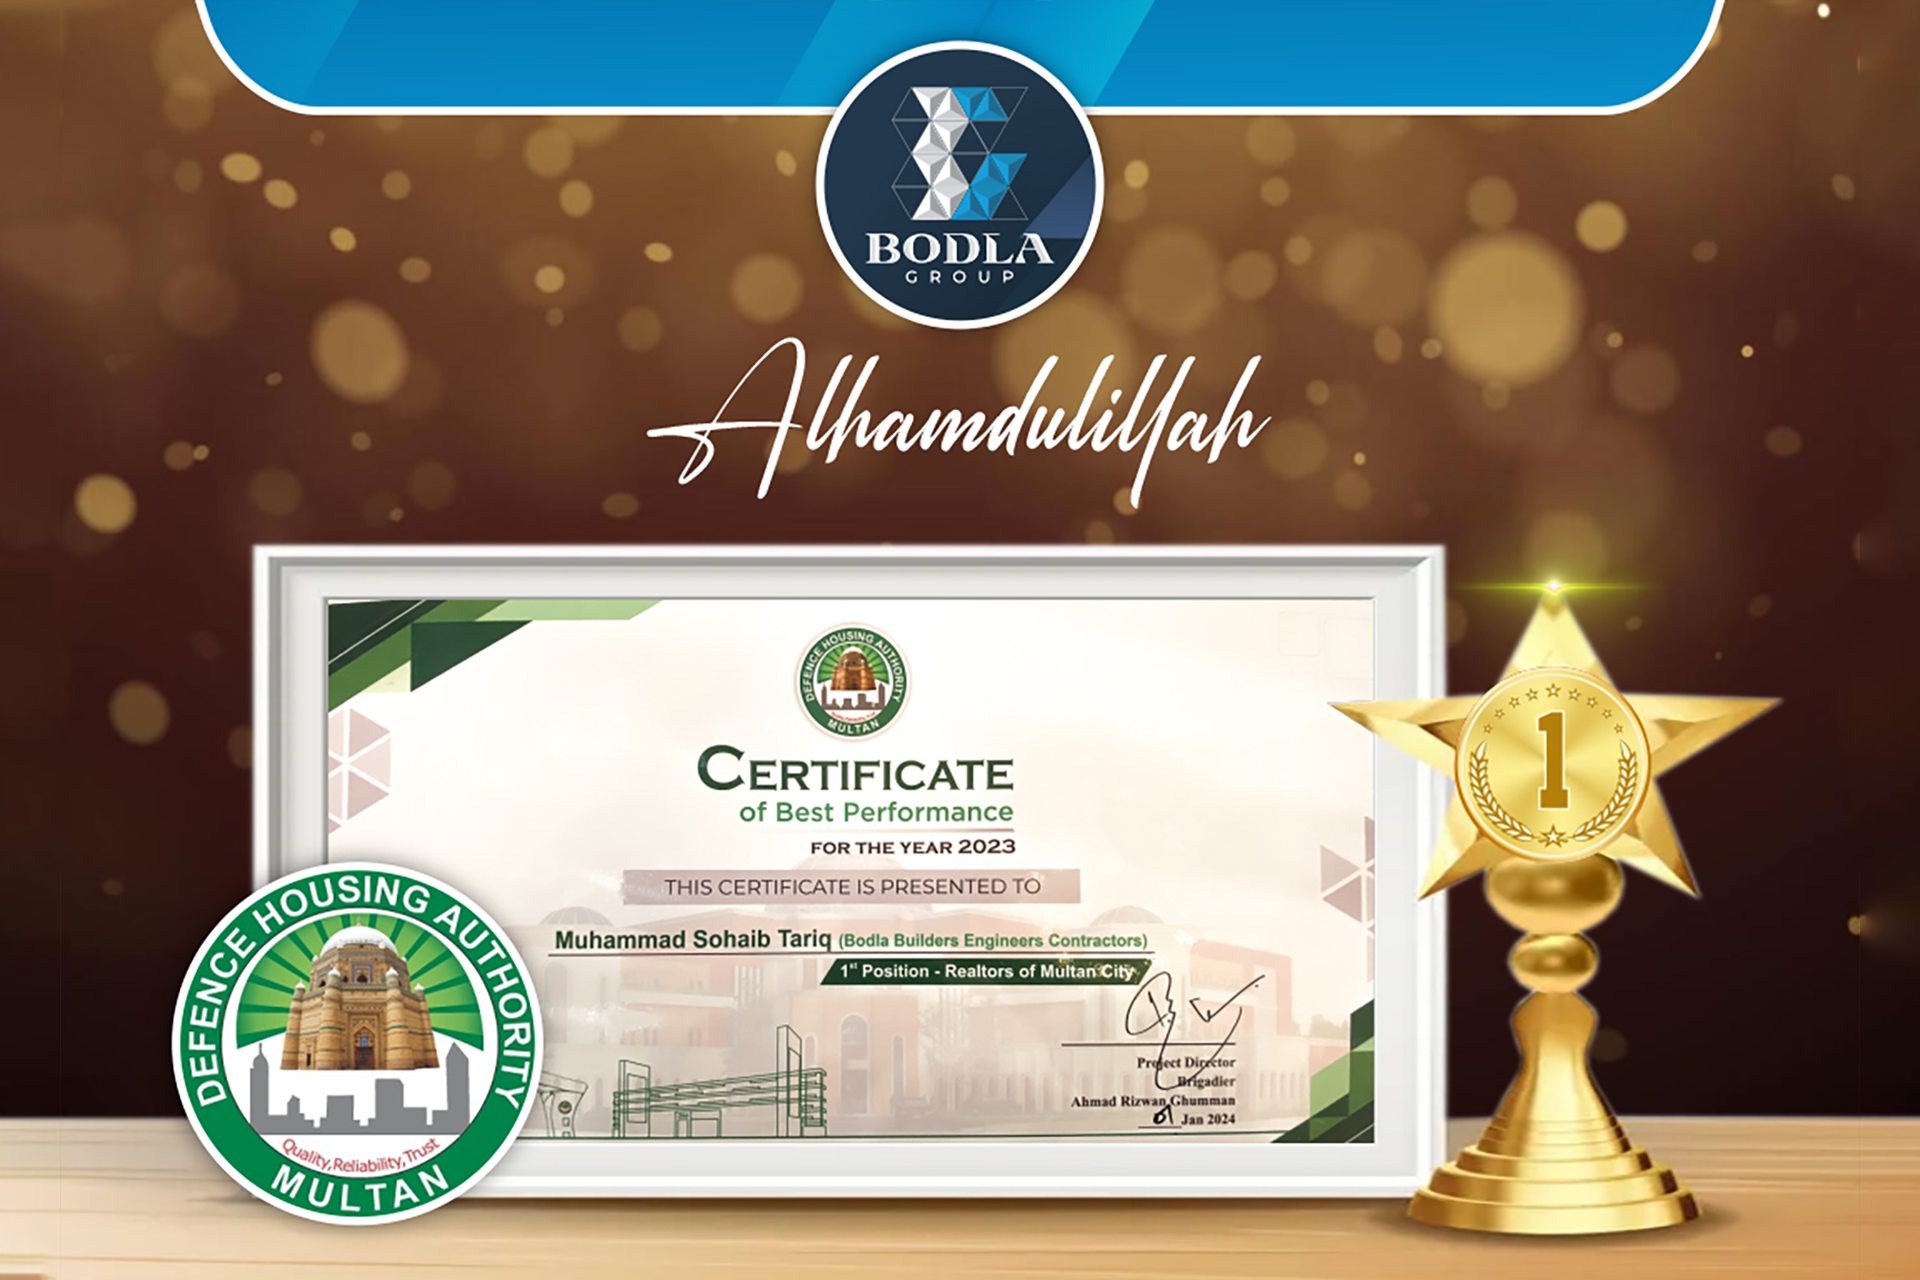 BODLA
GROUP
Alhamdulillah
DEFENCE HOUSING AUTHORITY
MULTAN
CERTIFICATE
of Best Performance
FOR THE YEAR 2023
THIS CERTIFICATE IS PRESENTED TO
Muhammad Sohaib Tariq (Bodla Builders Engineers Contractors)
1st Position - Realtors of Multan City
Project Director
Brigadier
Ahmad Rizwan Ghumman
01 Jan 2024
1
DEFENCE HOUSING AUTHORITY
Quality, Reliability, Trust
MULTAN